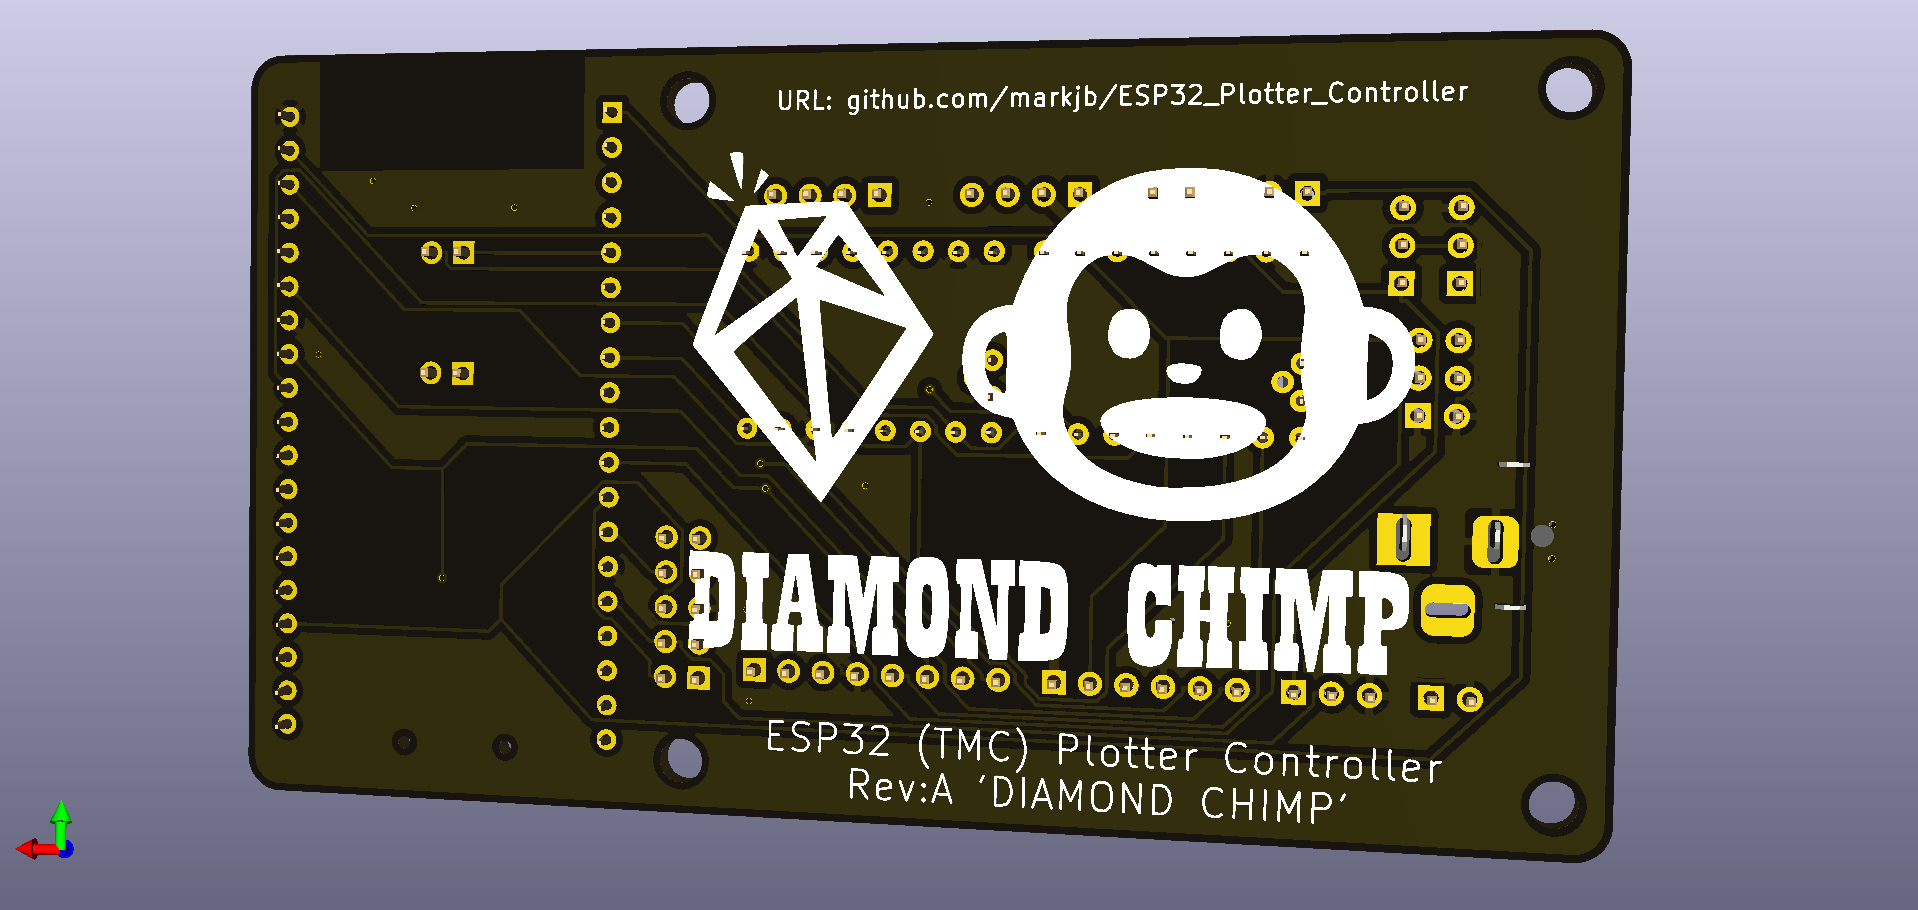 URL: github.com/markjb/ESP32_Plotter_Controller
DIAMOND CHIMP
ESP32 (TMC) Plotter Controller
Rev:A 'DIAMOND CHIMP'